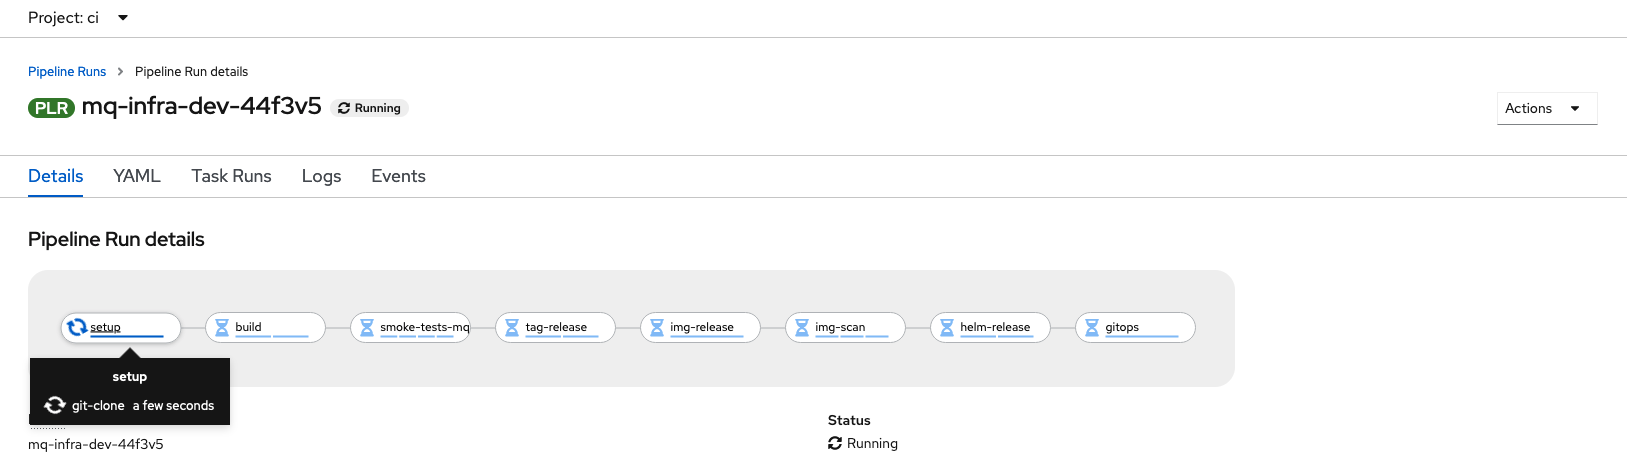 Project: ci
Pipeline Runs > Pipeline Run details
PLR mq-infra-dev-44f3v5 Running
Actions
Details YAML Task Runs Logs Events
Pipeline Run details
setup build smoke-tests-mq tag-release img-release img-scan helm-release gitops
setup
git-clone a few seconds
Status
mq-infra-dev-44f3v5 Running